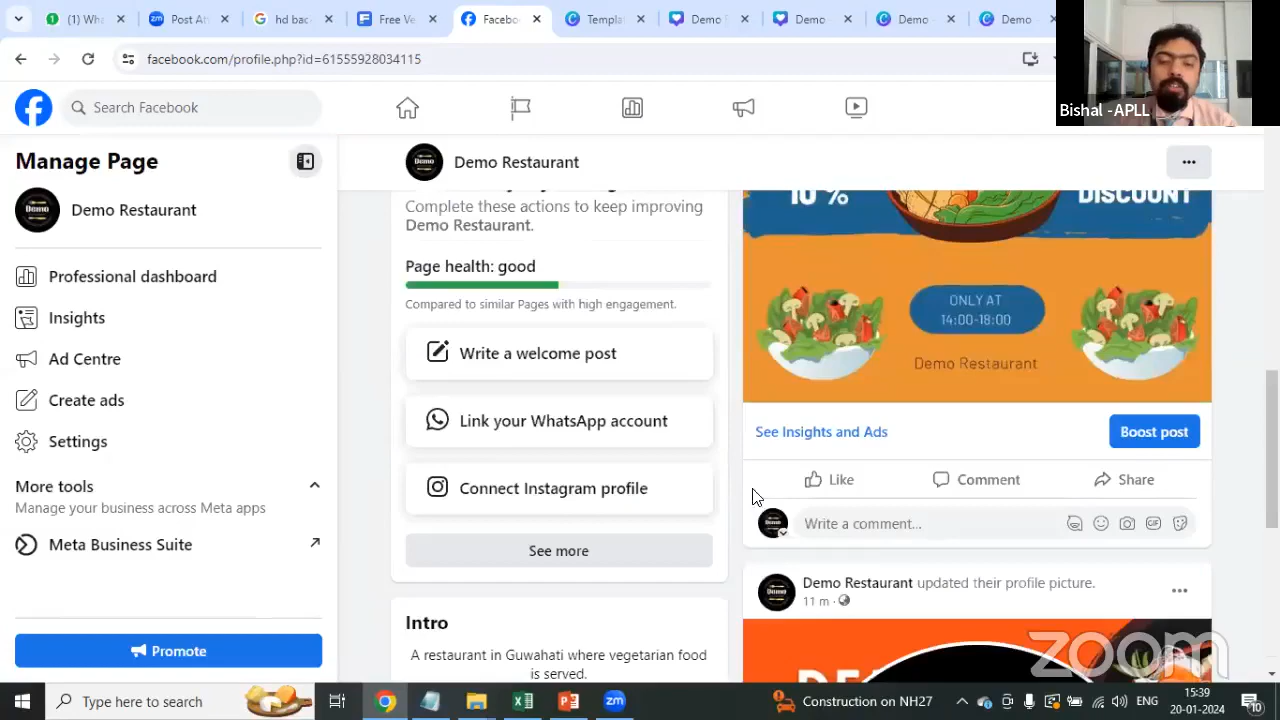 (1) Wha
Post At
hd bac
Free Ve
Facebo
Templat
Demo
Demo
Demo
Demo
facebook.com/profile.php?id=61555928034115
Bishal -APLL
Search Facebook
Manage Page
Demo Restaurant
Professional dashboard
Insights
Ad Centre
Create ads
Settings
More tools
Manage your business across Meta apps
Meta Business Suite
Promote
Demo Restaurant
Complete these actions to keep improving
Demo Restaurant.
Page health: good
Compared to similar Pages with high engagement.
Write a welcome post
Link your WhatsApp account
Connect Instagram profile
See more
Intro
A restaurant in Guwahati where vegetarian food
is served.
10 %
DISCOUNT
ONLY AT
14:00-18:00
Demo Restaurant
See Insights and Ads
Boost post
Like
Comment
Share
Write a comment...
Demo Restaurant updated their profile picture.
11 m
zoom
Type here to search
Construction on NH27
ENG
15:39
20-01-2024
10